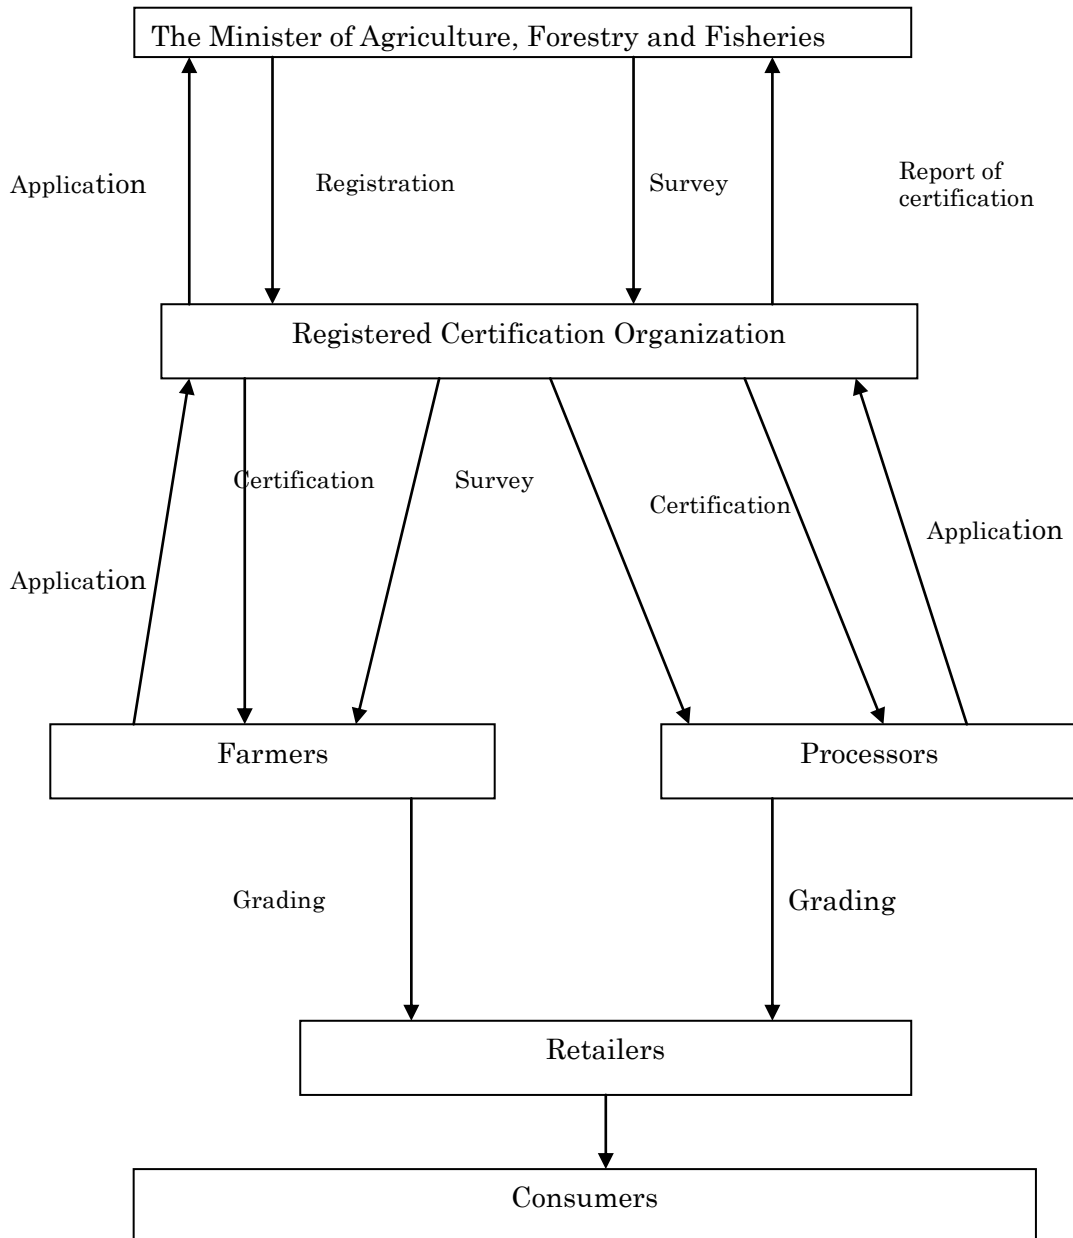 The Minister of Agriculture, Forestry and Fisheries
Application
Registration
Survey
Report of
certification
Registered Certification Organization
Certification
Survey
Certification
Application
Application
Farmers
Processors
Grading
Grading
Retailers
Consumers